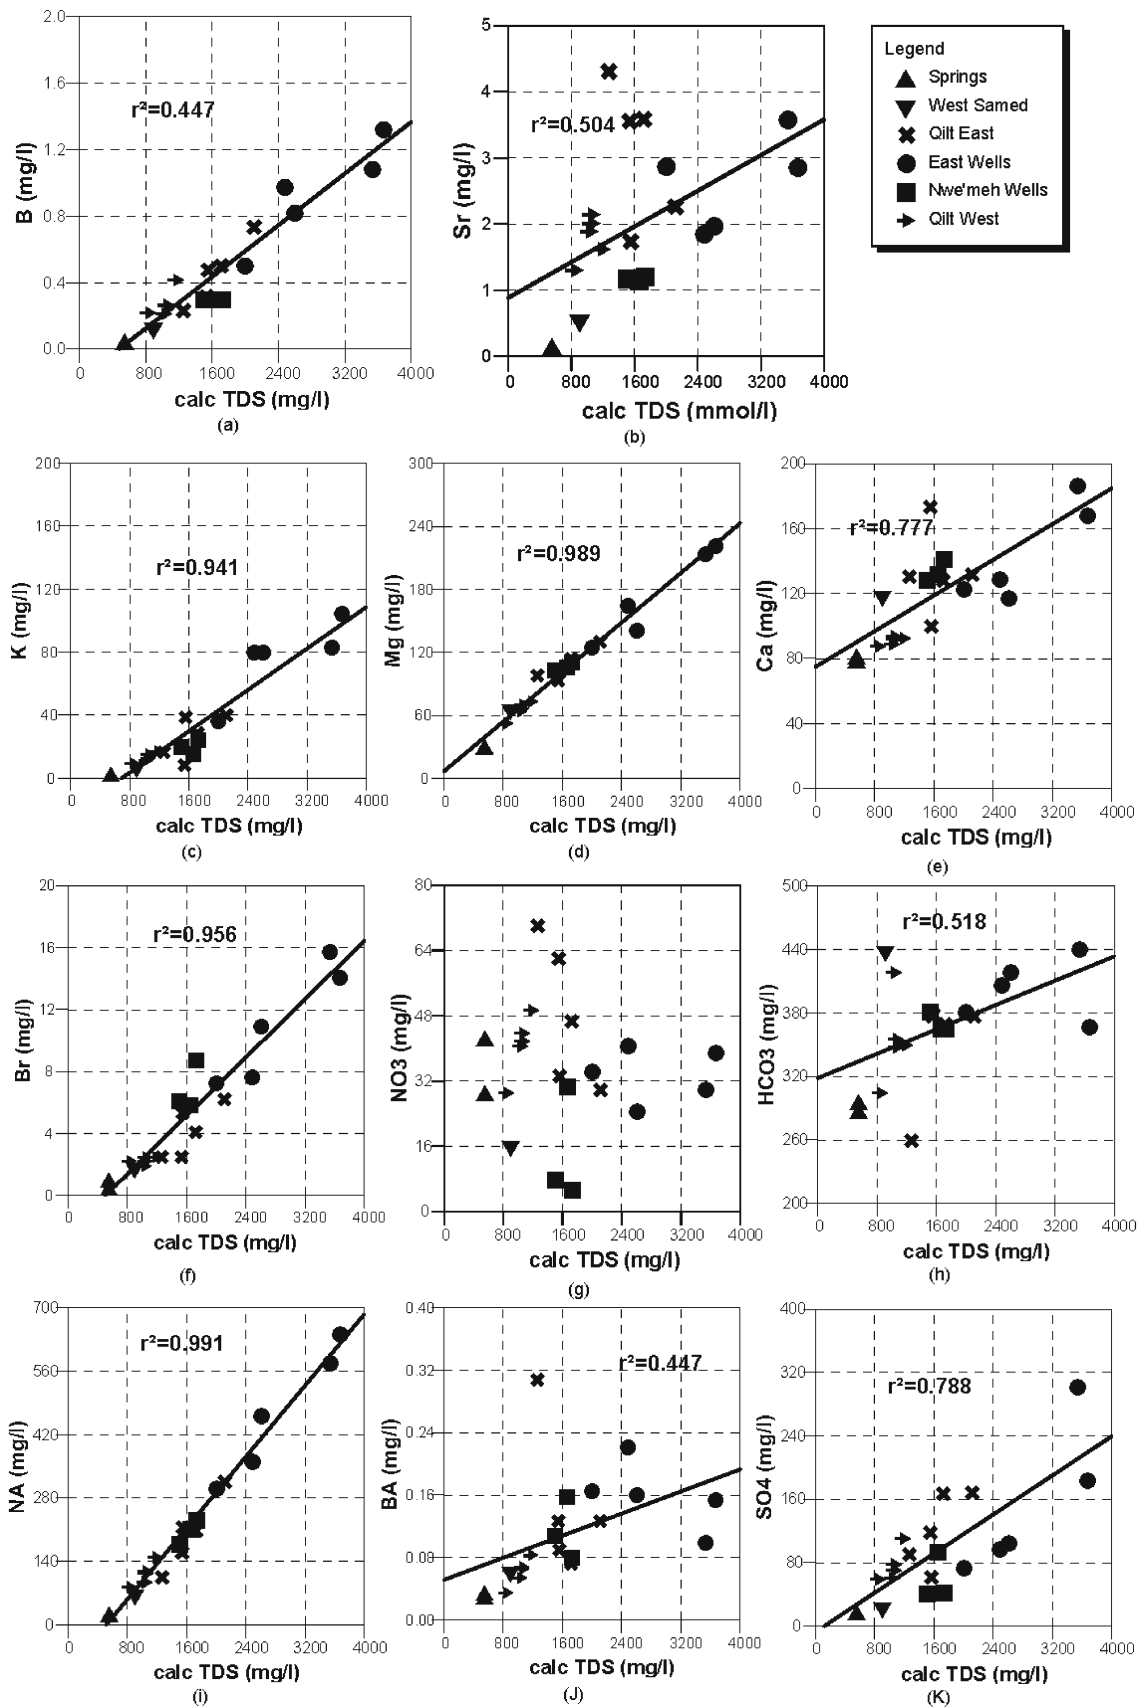 2.0
1.6
1.2
0.8
0.4
0.0
B (mg/l)
r²=0.447
0 800 1600 2400 3200 4000
calc TDS (mg/l)
(a)
5
4
3
2
1
0
Sr (mg/l)
r²=0.504
0 800 1600 2400 3200 4000
calc TDS (mmol/l)
(b)
Legend
Springs
West Samed
Qilt East
East Wells
Nwe'meh Wells
Qilt West
200
160
120
80
40
0
K (mg/l)
r²=0.941
0 800 1600 2400 3200 4000
calc TDS (mg/l)
(c)
300
240
180
120
60
0
Mg (mg/l)
r²=0.989
0 800 1600 2400 3200 4000
calc TDS (mg/l)
(d)
200
160
120
80
40
0
Ca (mg/l)
r²=0.777
0 800 1600 2400 3200 4000
calc TDS (mg/l)
(e)
20
16
12
8
4
0
Br (mg/l)
r²=0.956
0 800 1600 2400 3200 4000
calc TDS (mg/l)
(f)
80
64
48
32
16
0
NO3 (mg/l)
0 800 1600 2400 3200 4000
calc TDS (mg/l)
(g)
500
440
380
320
260
200
HCO3 (mg/l)
r²=0.518
0 800 1600 2400 3200 4000
calc TDS (mg/l)
(h)
700
560
420
280
140
0
NA (mg/l)
r²=0.991
0 800 1600 2400 3200 4000
calc TDS (mg/l)
(i)
0.40
0.32
0.24
0.16
0.08
0.00
BA (mg/l)
r²=0.447
0 800 1600 2400 3200 4000
calc TDS (mg/l)
(J)
400
320
240
160
80
0
SO4 (mg/l)
r²=0.788
0 800 1600 2400 3200 4000
calc TDS (mg/l)
(K)